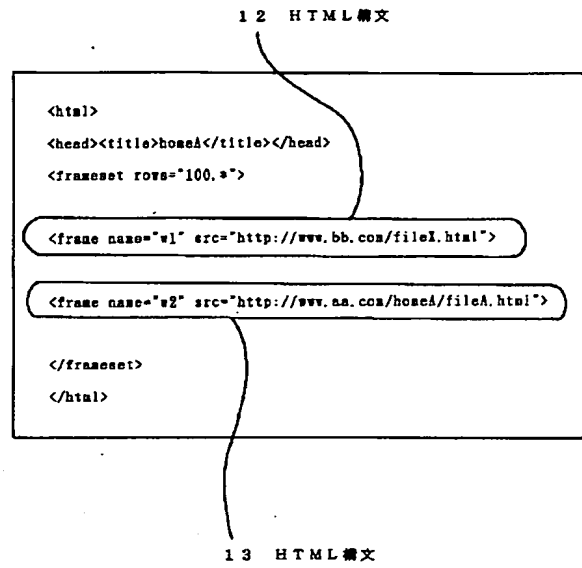 １２ ＨＴＭＬ構文
<html>
<head><title>homeA</title></head>
<frameset rows="100,*">
<frame name="w1" src="http://www.bb.com/fileX.html">
<frame name="w2" src="http://www.aa.com/homeA/fileA.html">
</frameset>
</html>
１３ ＨＴＭＬ構文